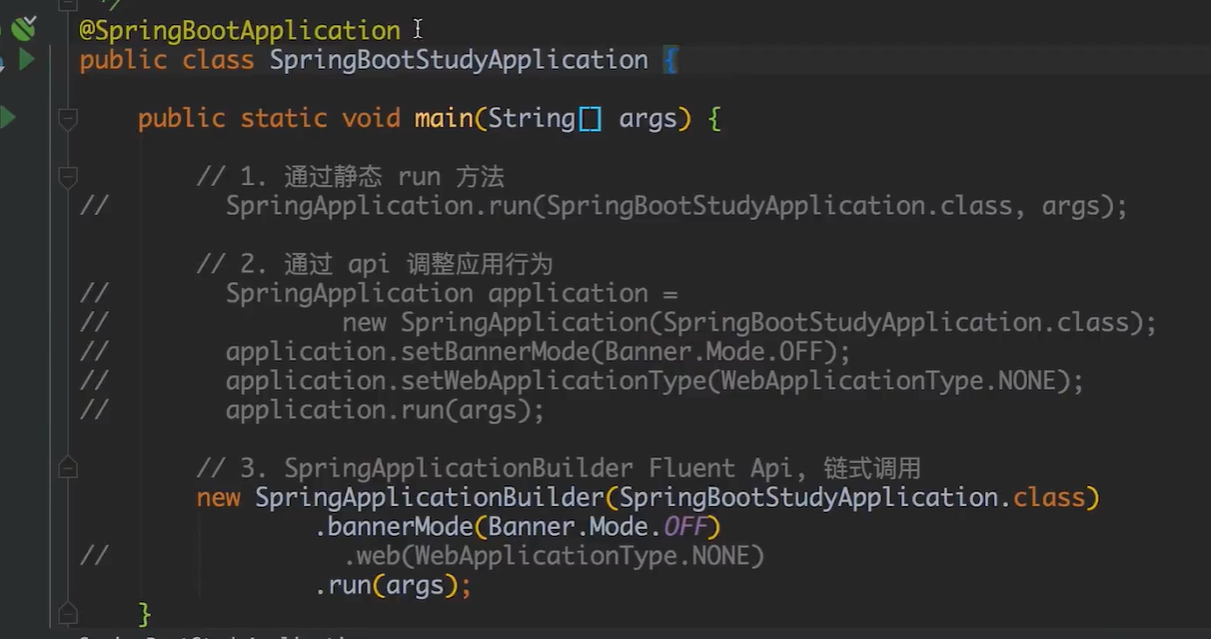 */
@SpringBootApplication
public class SpringBootStudyApplication {
public static void main(String[] args) {
// 1. 通过静态 run 方法
// SpringApplication.run(SpringBootStudyApplication.class, args);
// 2. 通过 api 调整应用行为
// SpringApplication application =
// new SpringApplication(SpringBootStudyApplication.class);
// application.setBannerMode(Banner.Mode.OFF);
// application.setWebApplicationType(WebApplicationType.NONE);
// application.run(args);
// 3. SpringApplicationBuilder Fluent Api, 链式调用
new SpringApplicationBuilder(SpringBootStudyApplication.class)
.bannerMode(Banner.Mode.OFF)
// .web(WebApplicationType.NONE)
.run(args);
}